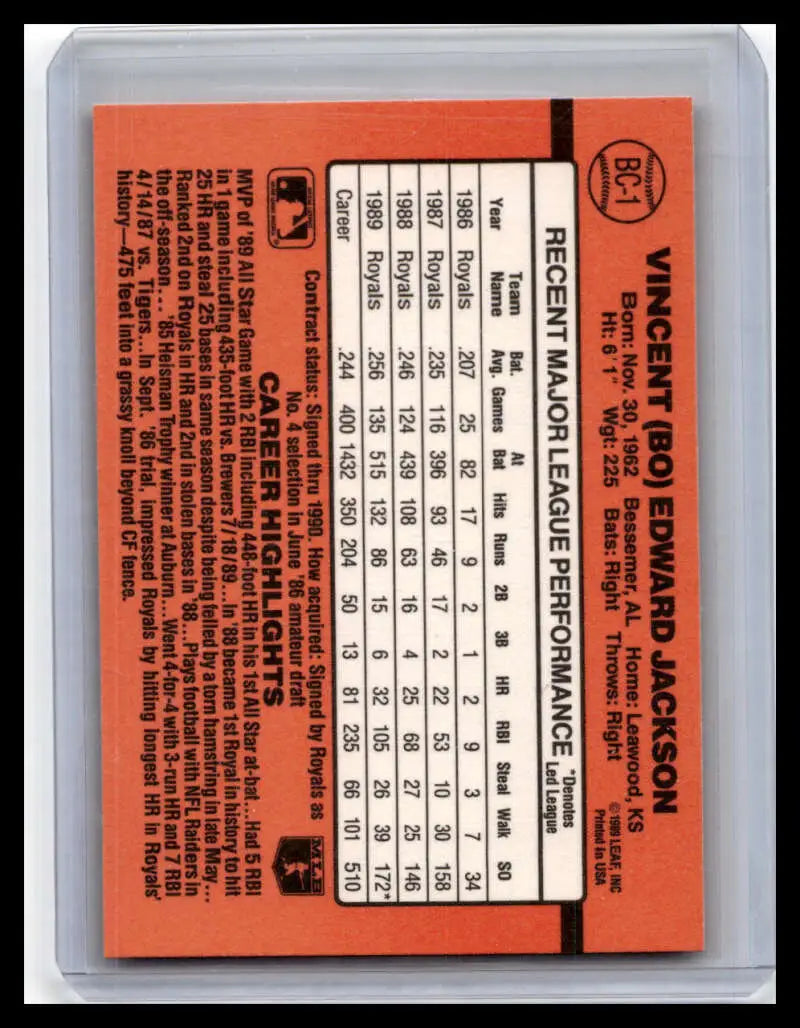 BC-1
VINCENT (BO) EDWARD JACKSON
Born: Nov. 30, 1962 Bessemer, AL Home: Leawood, KS
Ht: 6' 1" Wgt: 225 Bats: Right Throws: Right
© 1989 LEAF, INC
Printed in USA
RECENT MAJOR LEAGUE PERFORMANCE *Denotes Led League
Year Team Name Bat. Avg. Games At Bat Hits Runs 2B 3B HR RBI Steal Walk SO
1986 Royals .207 25 82 17 9 2 1 2 9 3 7 34
1987 Royals .235 116 396 93 46 17 2 22 53 10 30 158
1988 Royals .246 124 439 108 63 16 4 25 68 27 25 146
1989 Royals .256 135 515 132 86 15 6 32 105 26 39 172*
Career .244 400 1432 350 204 50 13 81 235 66 101 510
Contract status: Signed thru 1990. How acquired: Signed by Royals as
No. 4 selection in June '86 amateur draft
MLB
CAREER HIGHLIGHTS
MVP of '89 All Star Game with 2 RBI including 448-foot HR in his 1st All Star at-bat...Had 5 RBI
in 1 game including 435-foot HR vs. Brewers 7/18/89...In '88 became 1st Royal in history to hit
25 HR and steal 25 bases in same season despite being felled by a torn hamstring in late May...
Ranked 2nd on Royals in HR and 2nd in stolen bases in '88...Plays football with NFL Raiders in
the off-season...'85 Heisman Trophy winner at Auburn...Went 4-for-4 with 3-run HR and 7 RBI
4/14/87 vs. Tigers...In Sept. '86 trial, impressed Royals by hitting longest HR in Royals'
history—475 feet into a grassy knoll beyond CF fence.